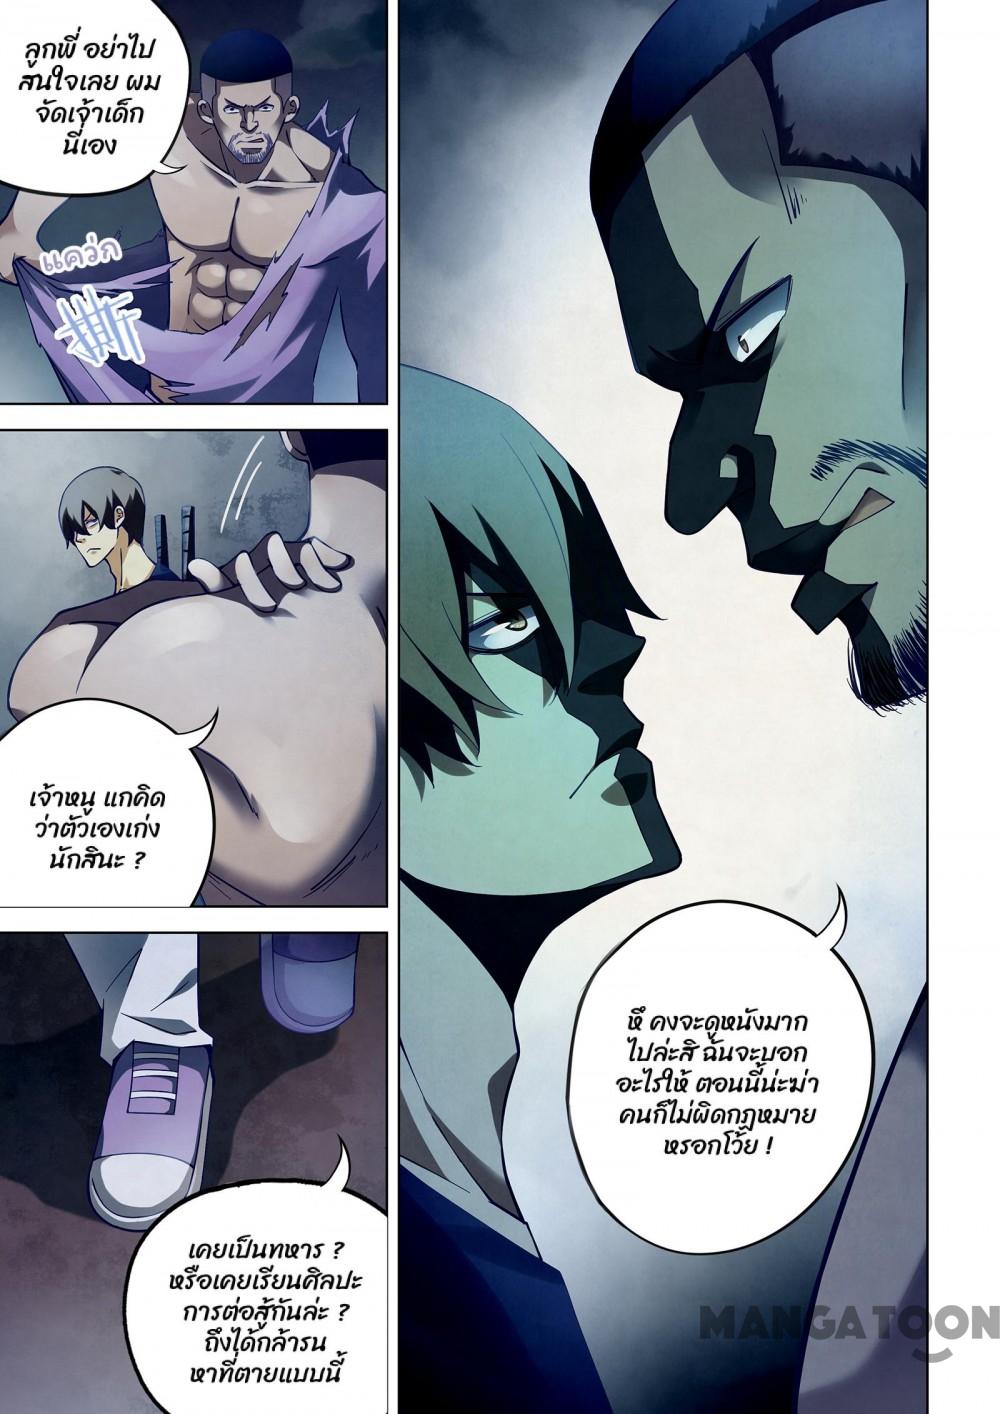 ลูกพี่ อย่าไป
สนใจเลย ผม
จัดเจ้าเด็ก
นี่เอง
แคว่ก
撕
เจ้าหนู แกคิด
ว่าตัวเองเก่ง
นักสินะ ?
เคยเป็นทหาร ?
หรือเคยเรียนศิลปะ
การต่อสู้กันล่ะ ?
ถึงได้กล้ารน
หาที่ตายแบบนี้
หึ คงจะดูหนังมาก
ไปล่ะสิ ฉันจะบอก
อะไรให้ ตอนนี้น่ะฆ่า
คนก็ไม่ผิดกฎหมาย
หรอกโว้ย !
MANGATOON